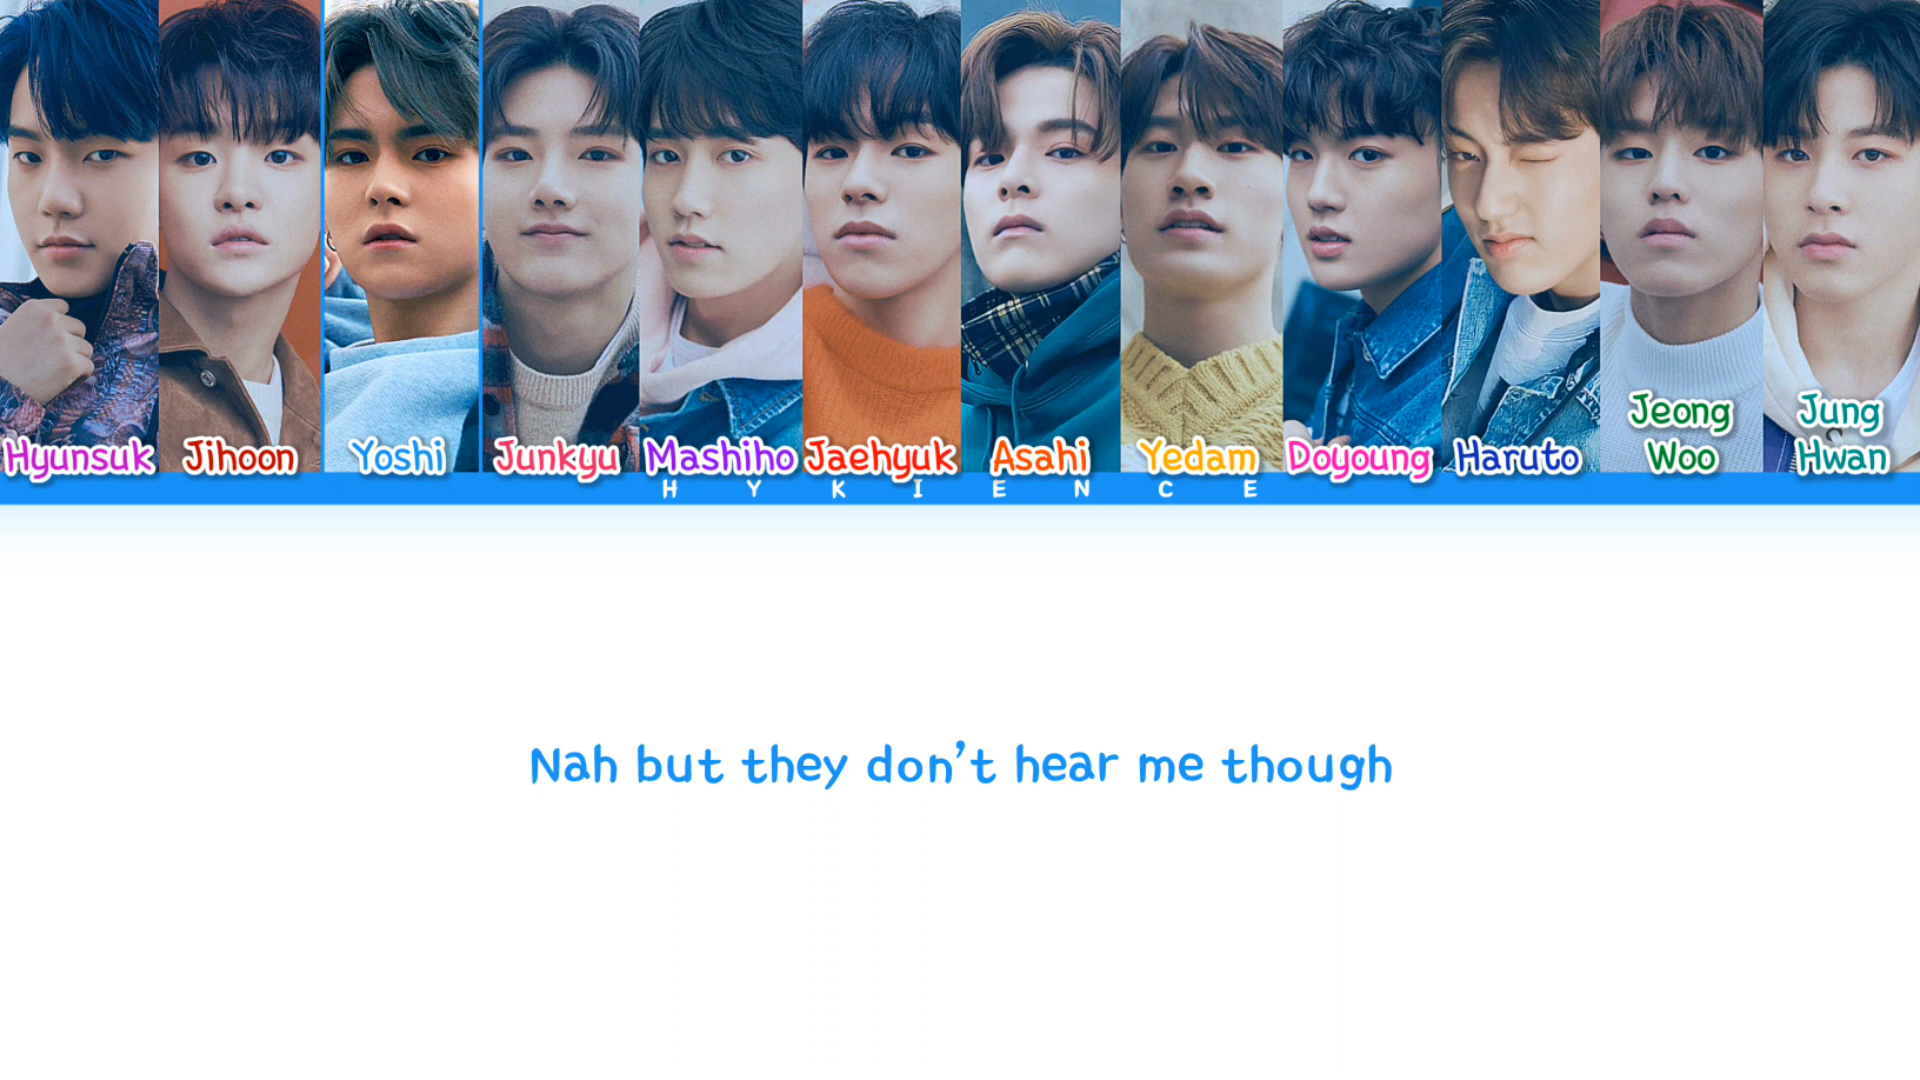 Hyunsuk Jihoon Yoshi Junkyu Mashiho Jaehyuk Asahi Yedam Doyoung Haruto Jeong Woo Jung Hwan
H Y K I E N C E
Nah but they don't hear me though